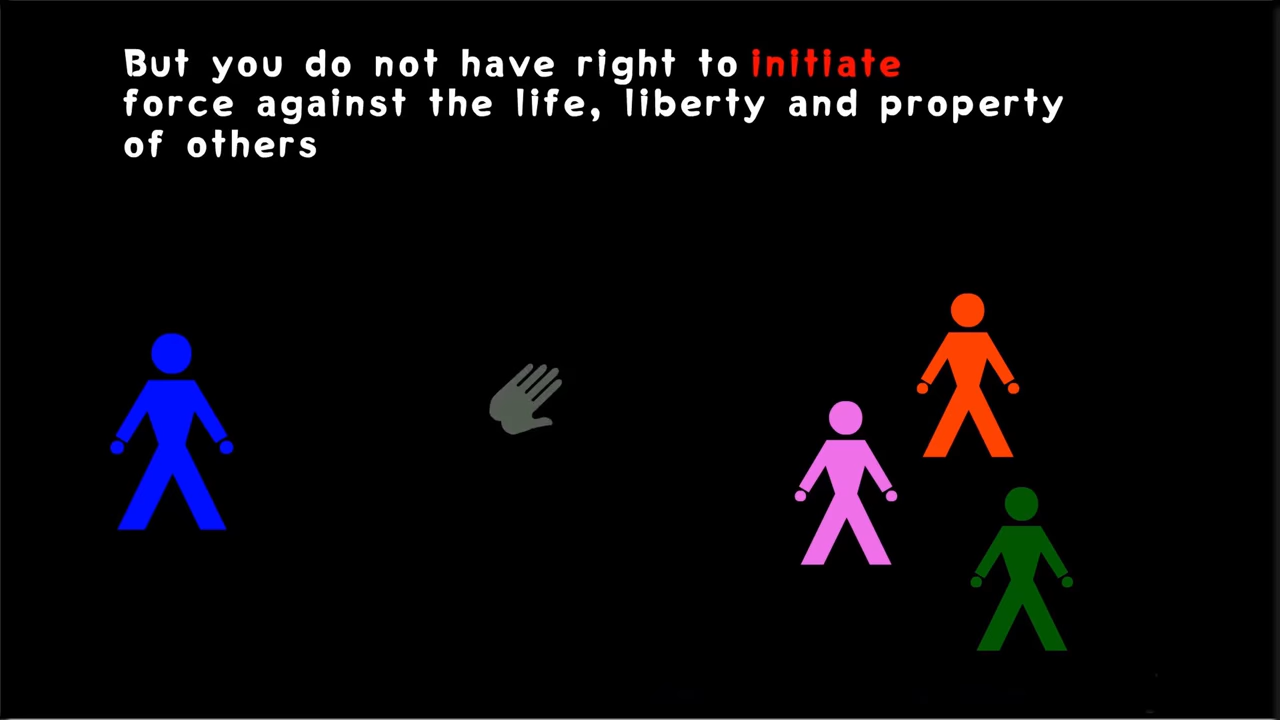 But you do not have right to initiate
force against the life, liberty and property
of others